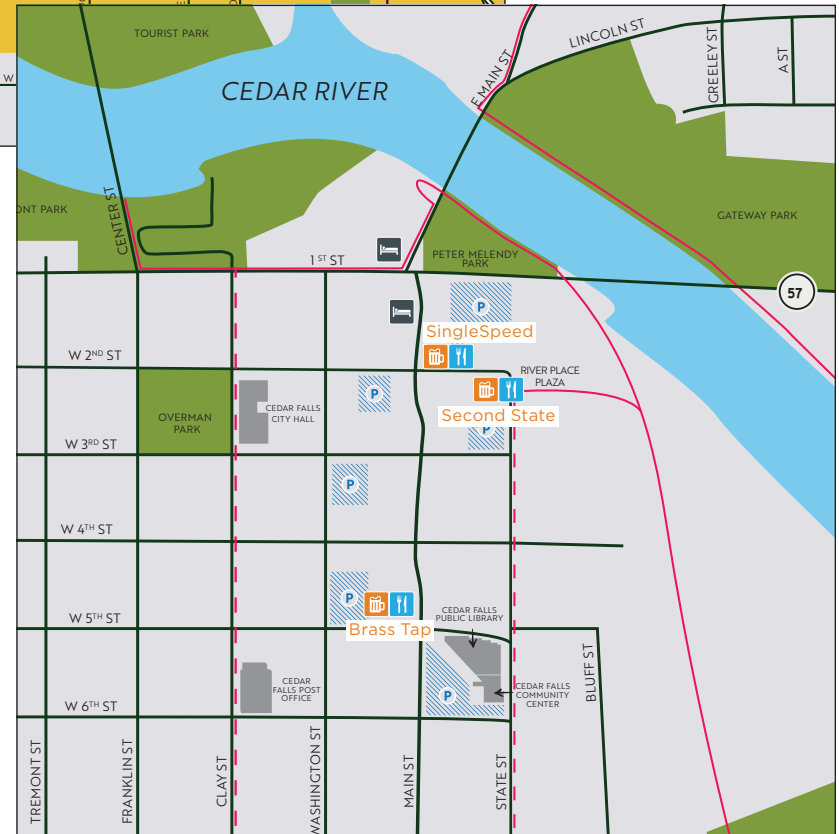 TOURIST PARK
W
CEDAR RIVER
E MAIN ST
LINCOLN ST
GREELEY ST
A ST
ONT PARK
CENTER ST
GATEWAY PARK
1ST ST
PETER MELENDY
PARK
57
P
SingleSpeed
W 2ND ST
RIVER PLACE
PLAZA
P
OVERMAN
PARK
CEDAR FALLS
CITY HALL
Second State
P
W 3RD ST
P
W 4TH ST
P
W 5TH ST
CEDAR FALLS
PUBLIC LIBRARY
Brass Tap
CEDAR
FALLS POST
OFFICE
P
CEDAR FALLS
COMMUNITY
CENTER
BLUFF ST
W 6TH ST
TREMONT ST
FRANKLIN ST
CLAY ST
WASHINGTON ST
MAIN ST
STATE ST